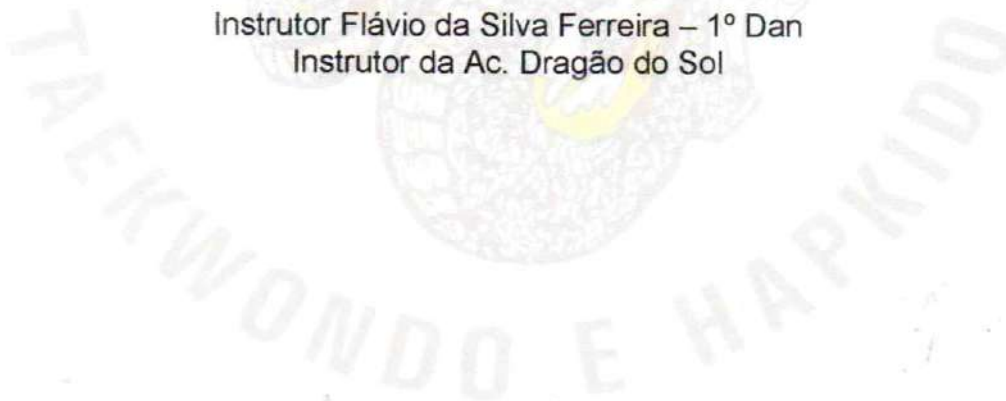 Instrutor Flávio da Silva Ferreira – 1º Dan
Instrutor da Ac. Dragão do Sol
TAEKWONDO E HAPKIDO